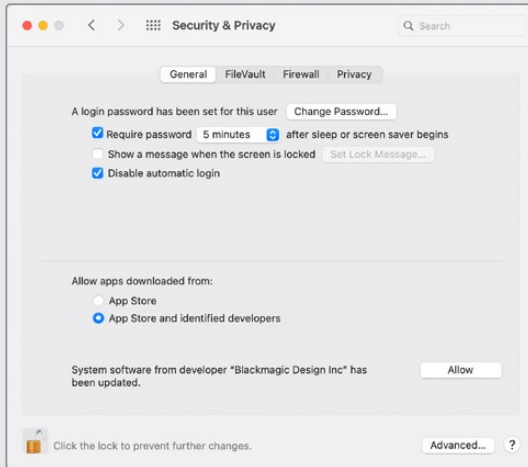 Security & Privacy
Search
General FileVault Firewall Privacy
A login password has been set for this user Change Password...
Require password 5 minutes after sleep or screen saver begins
Show a message when the screen is locked Set Lock Message...
Disable automatic login
Allow apps downloaded from:
App Store
App Store and identified developers
System software from developer "Blackmagic Design Inc" has
been updated.
Allow
Click the lock to prevent further changes.
Advanced... ?